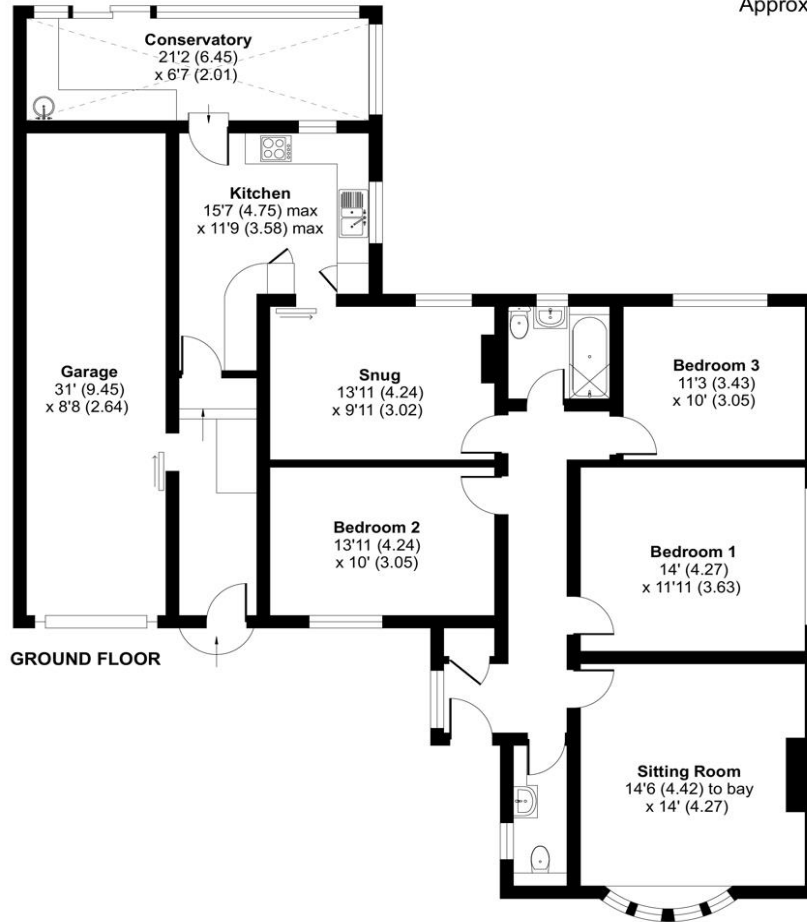 Approx
Conservatory
21'2 (6.45)
x 6'7 (2.01)
Kitchen
15'7 (4.75) max
x 11'9 (3.58) max
Garage
31' (9.45)
x 8'8 (2.64)
Snug
13'11 (4.24)
x 9'11 (3.02)
Bedroom 3
11'3 (3.43)
x 10' (3.05)
Bedroom 2
13'11 (4.24)
x 10' (3.05)
Bedroom 1
14' (4.27)
x 11'11 (3.63)
GROUND FLOOR
Sitting Room
14'6 (4.42) to bay
x 14' (4.27)